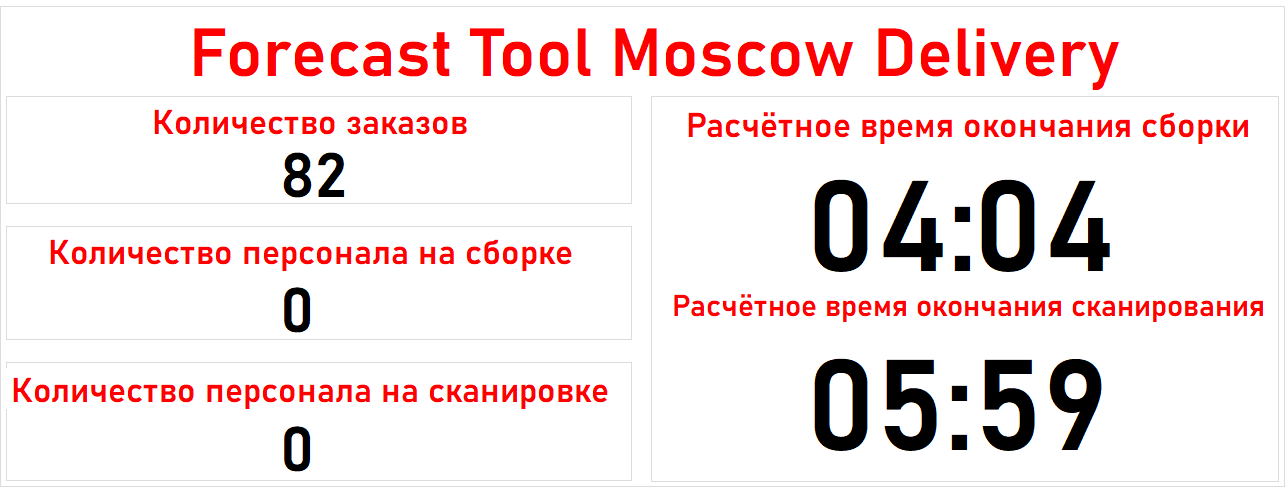 Forecast Tool Moscow Delivery
Количество заказов
82
Количество персонала на сборке
0
Количество персонала на сканировке
0
Расчётное время окончания сборки
04:04
Расчётное время окончания сканирования
05:59